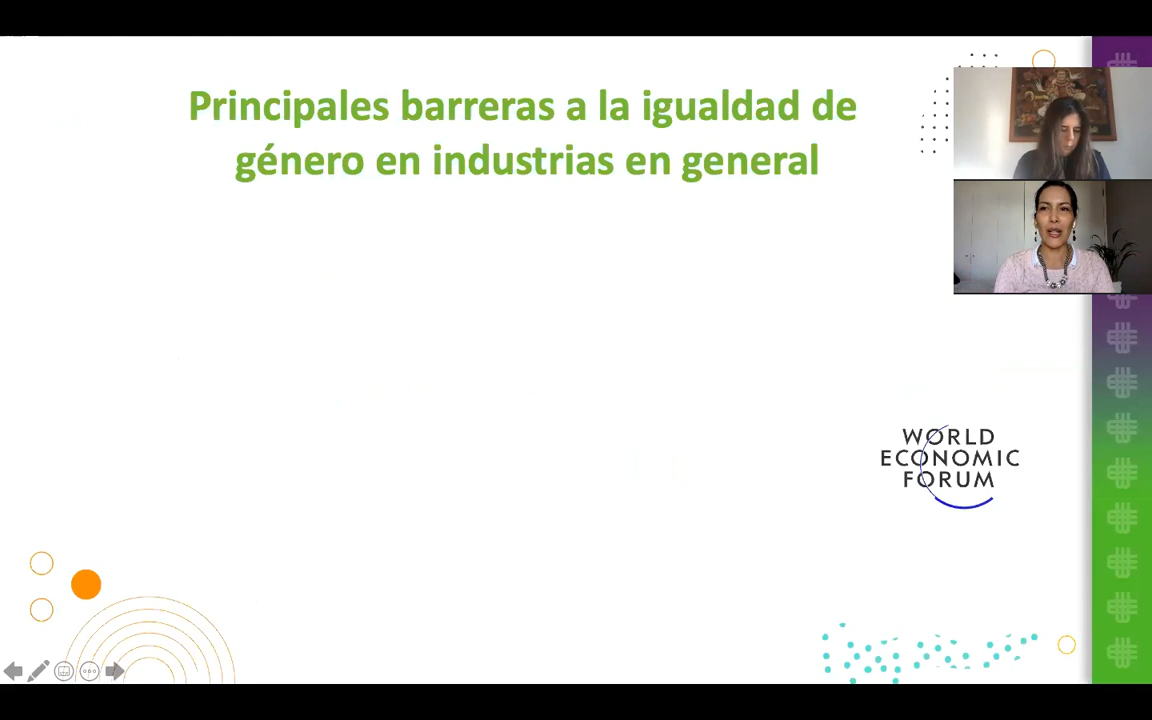 Principales barreras a la igualdad de
género en industrias en general
WORLD
ECONOMIC
FORUM